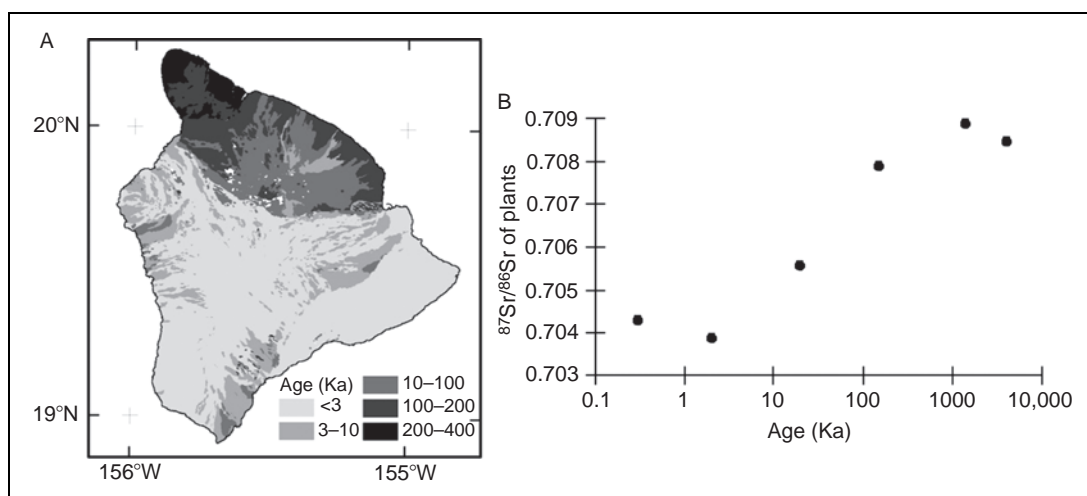 A
20°N
19°N
156°W
155°W
Age (Ka)
<3
3–10
10–100
100–200
200–400
B
⁸⁷Sr/⁸⁶Sr of plants
0.709
0.708
0.707
0.706
0.705
0.704
0.703
0.1
1
10
100
1000
10,000
Age (Ka)